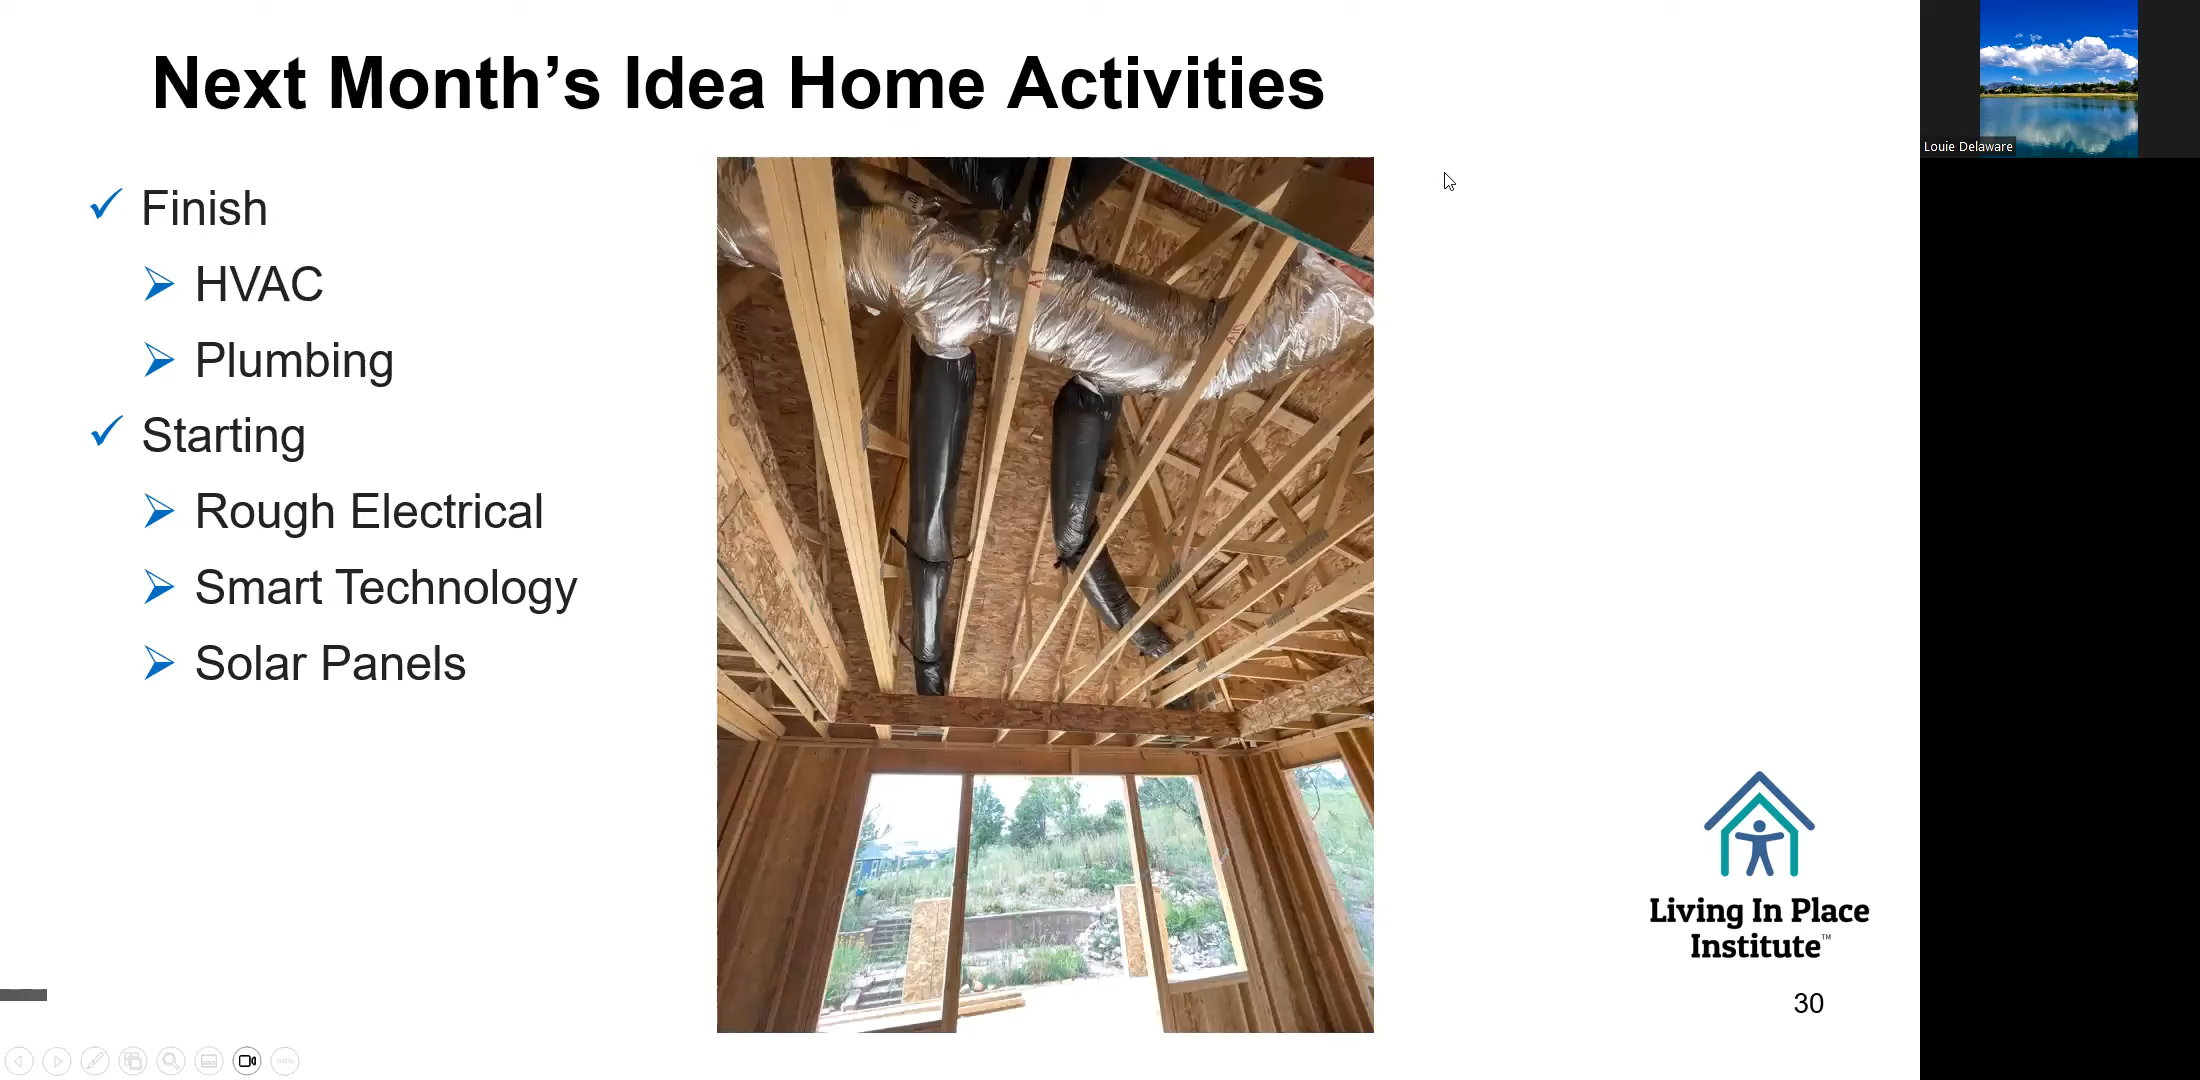 Next Month’s Idea Home Activities
Finish
HVAC
Plumbing
Starting
Rough Electrical
Smart Technology
Solar Panels
Louie Delaware
A1
Living In Place
Institute™
30